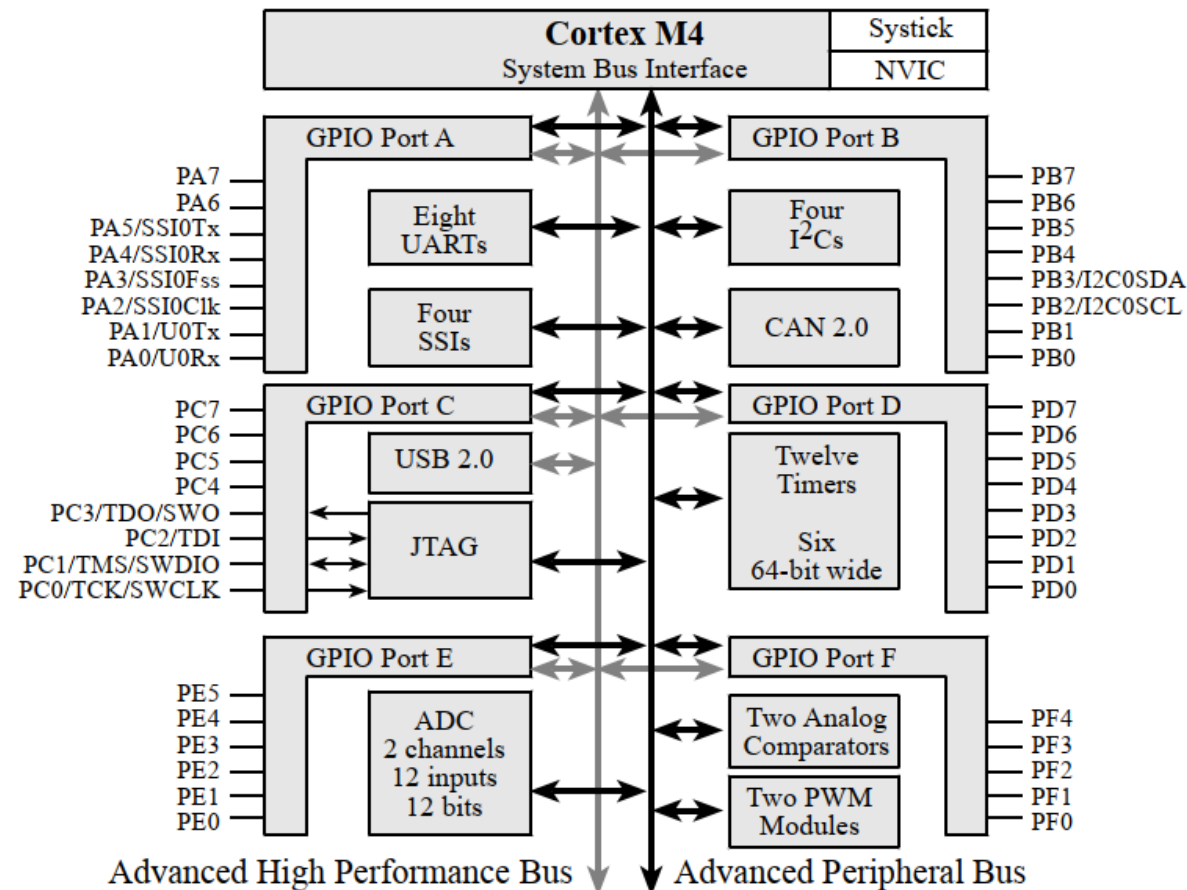 Cortex M4
System Bus Interface
Systick
NVIC
GPIO Port A
PA7
PA6
PA5/SSI0Tx
PA4/SSI0Rx
PA3/SSI0Fss
PA2/SSI0Clk
PA1/U0Tx
PA0/U0Rx
Eight
UARTs
Four
SSIs
GPIO Port B
Four
I2Cs
CAN 2.0
PB7
PB6
PB5
PB4
PB3/I2C0SDA
PB2/I2C0SCL
PB1
PB0
GPIO Port C
PC7
PC6
PC5
PC4
PC3/TDO/SWO
PC2/TDI
PC1/TMS/SWDIO
PC0/TCK/SWCLK
USB 2.0
JTAG
GPIO Port D
Twelve
Timers
Six
64-bit wide
PD7
PD6
PD5
PD4
PD3
PD2
PD1
PD0
GPIO Port E
PE5
PE4
PE3
PE2
PE1
PE0
ADC
2 channels
12 inputs
12 bits
GPIO Port F
Two Analog
Comparators
Two PWM
Modules
PF4
PF3
PF2
PF1
PF0
Advanced High Performance Bus
Advanced Peripheral Bus